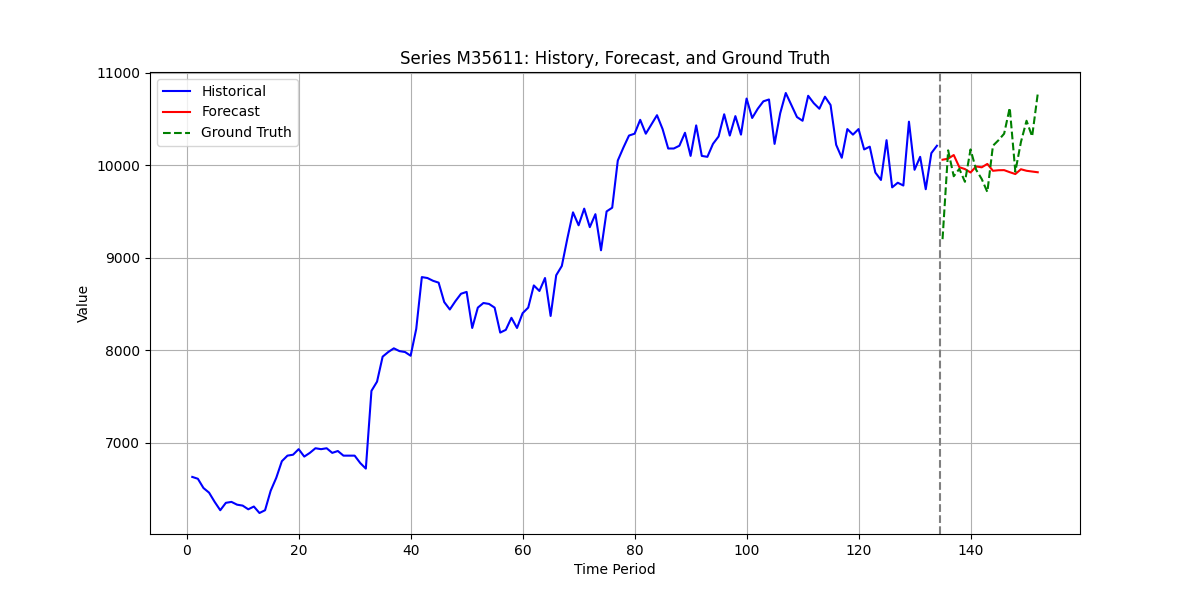 Series M35611: History, Forecast, and Ground Truth
Historical
Forecast
Ground Truth
11000
10000
9000
8000
7000
Value
0 20 40 60 80 100 120 140
Time Period